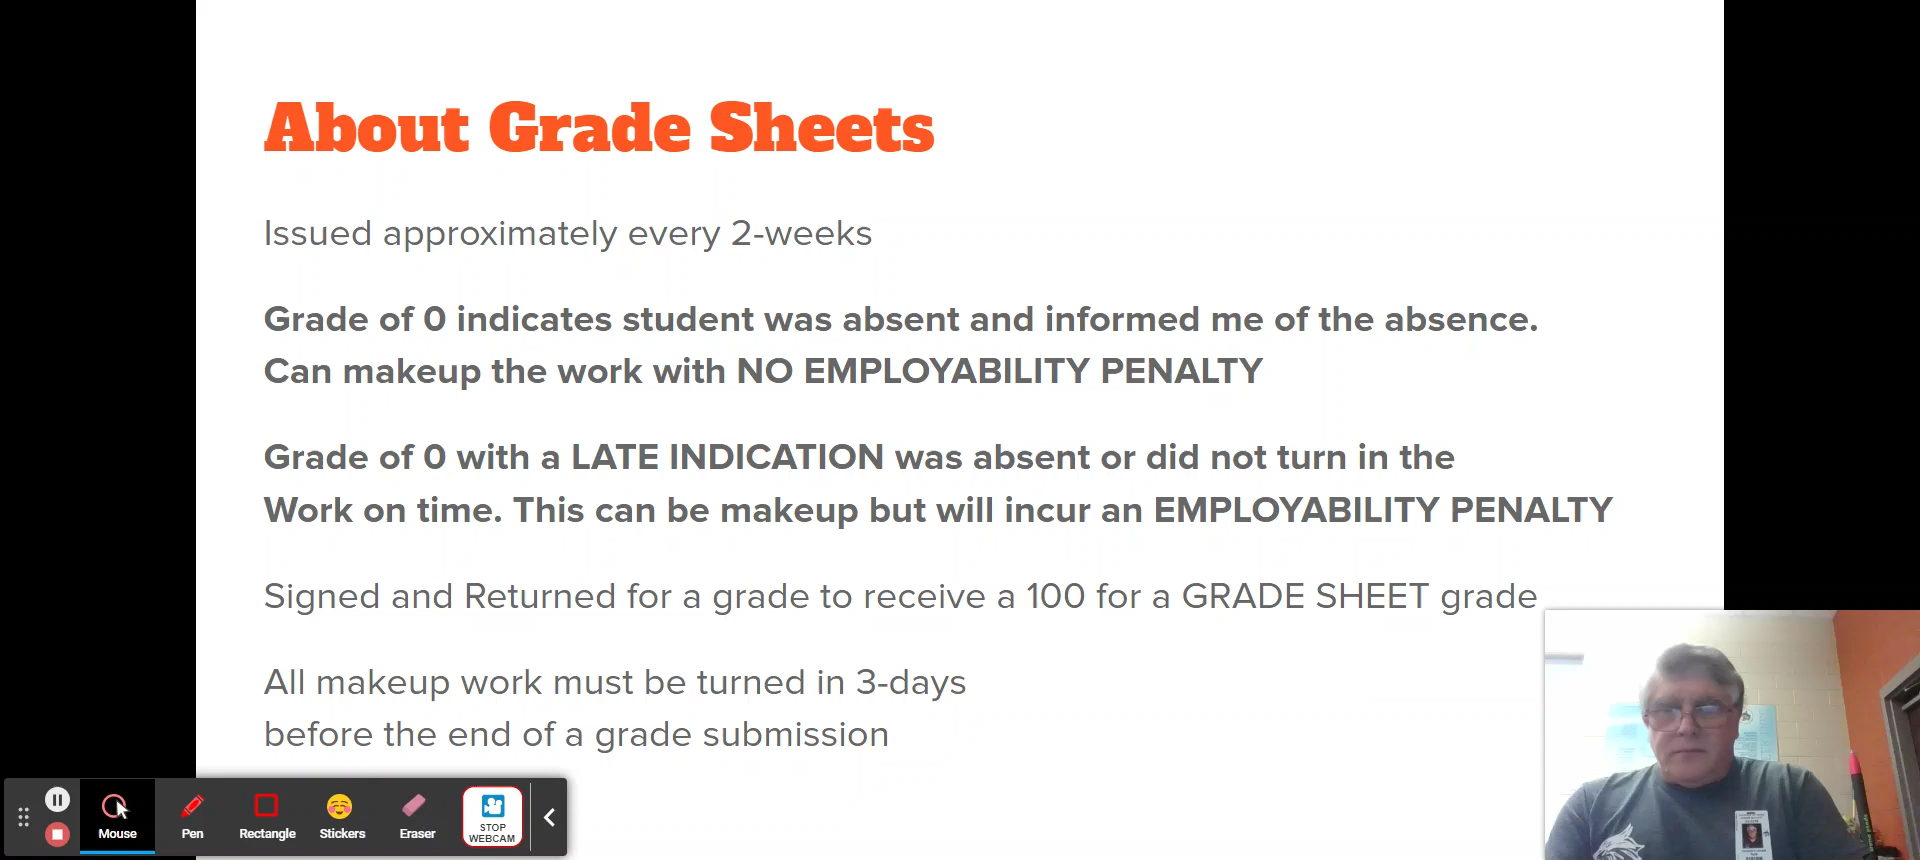 About Grade Sheets
Issued approximately every 2-weeks
Grade of 0 indicates student was absent and informed me of the absence.
Can makeup the work with NO EMPLOYABILITY PENALTY
Grade of 0 with a LATE INDICATION was absent or did not turn in the
Work on time. This can be makeup but will incur an EMPLOYABILITY PENALTY
Signed and Returned for a grade to receive a 100 for a GRADE SHEET grade
All makeup work must be turned in 3-days
before the end of a grade submission
Mouse
Pen
Rectangle
Stickers
Eraser
STOP
WEBCAM